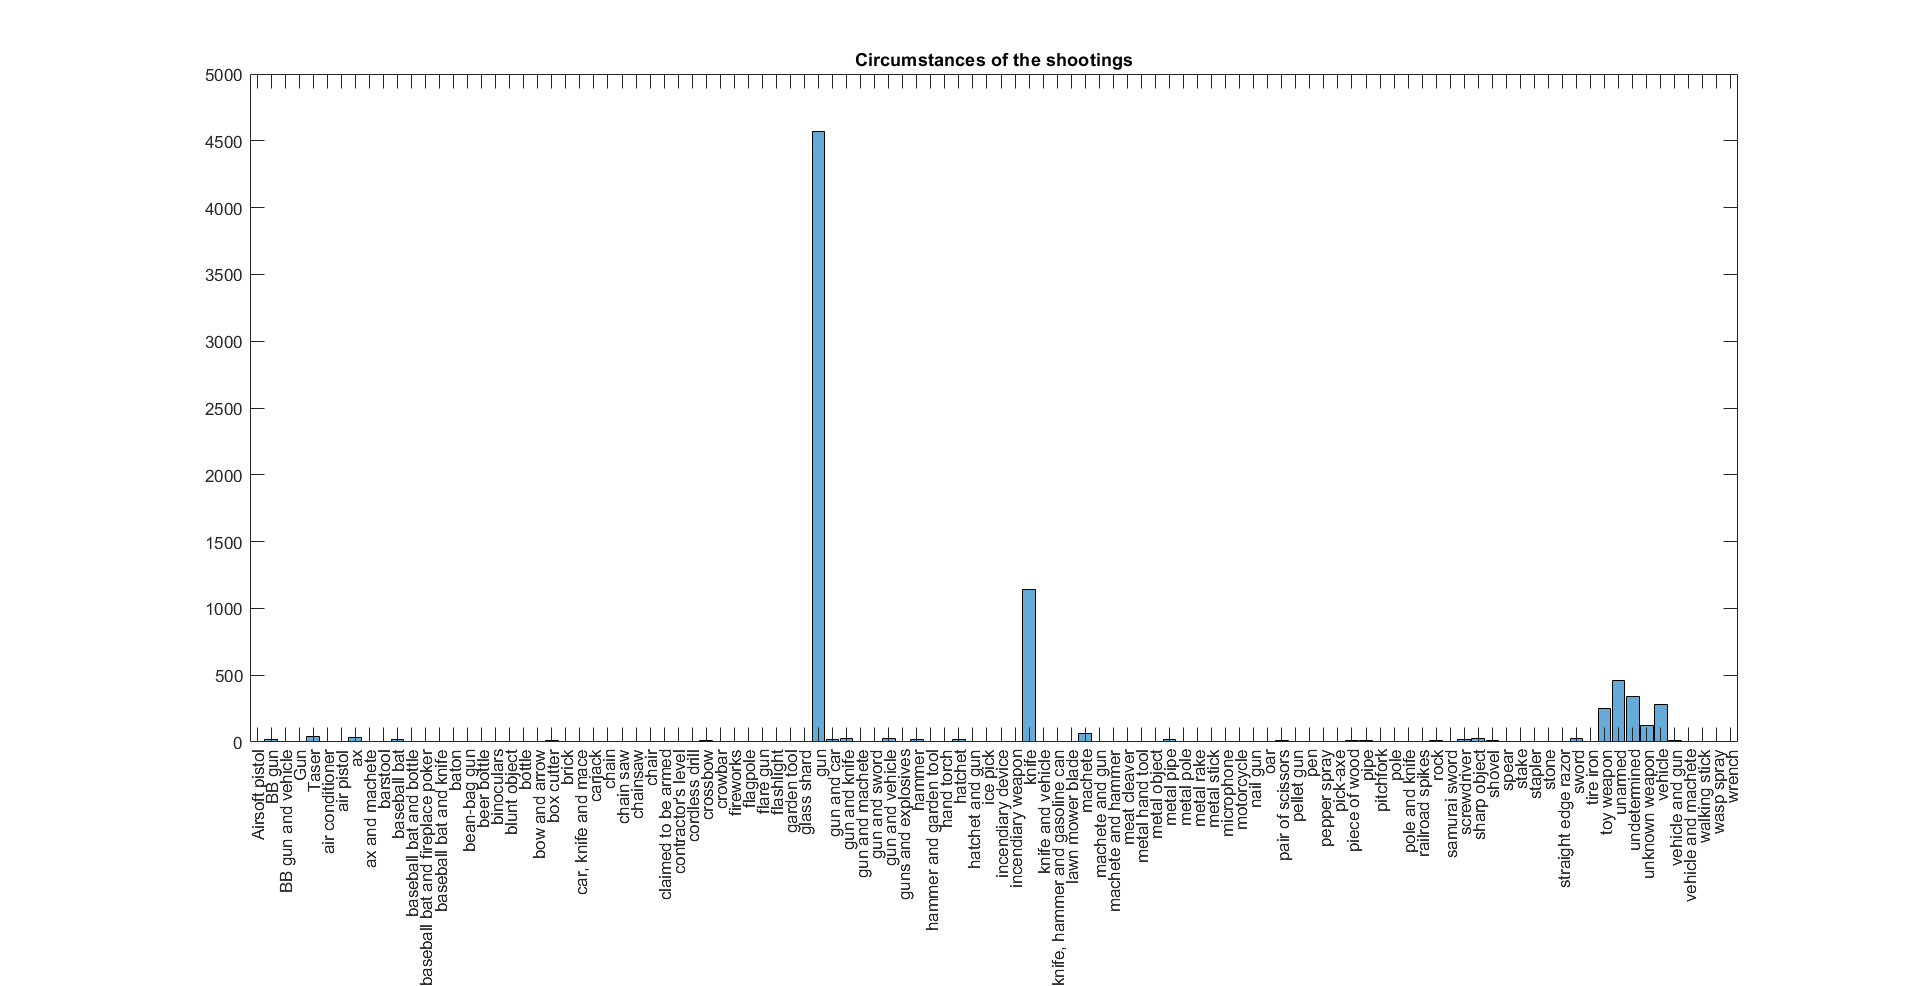 Circumstances of the shootings
5000
4500
4000
3500
3000
2500
2000
1500
1000
500
0
Airsoft pistol
BB gun
BB gun and vehicle
Gun
Taser
air conditioner
air pistol
ax
ax and machete
barstool
baseball bat
baseball bat and bottle
baseball bat and fireplace poker
baseball bat and knife
baton
bean-bag gun
beer bottle
binoculars
blunt object
bottle
bow and arrow
box cutter
brick
car, knife and mace
carjack
chain
chain saw
chainsaw
chair
claimed to be armed
contractor's level
cordless drill
crossbow
crowbar
fireworks
flagpole
flare gun
flashlight
garden tool
glass shard
gun
gun and car
gun and knife
gun and machete
gun and sword
gun and vehicle
guns and explosives
hammer
hammer and garden tool
hand torch
hatchet
hatchet and gun
ice pick
incendiary device
incendiary weapon
knife
knife and vehicle
knife, hammer and gasoline can
lawn mower blade
machete
machete and gun
machete and hammer
meat cleaver
metal hand tool
metal object
metal pipe
metal pole
metal rake
metal stick
microphone
motorcycle
nail gun
oar
pair of scissors
pellet gun
pen
pepper spray
pick-axe
piece of wood
pipe
pitchfork
pole
pole and knife
railroad spikes
rock
samurai sword
screwdriver
sharp object
shovel
spear
stake
stapler
stone
straight edge razor
sword
tire iron
toy weapon
unarmed
undetermined
unknown weapon
vehicle
vehicle and gun
vehicle and machete
walking stick
wasp spray
wrench